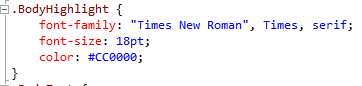 .BodyHighlight {
font-family: "Times New Roman", Times, serif;
font-size: 18pt;
color: #CC0000;
}